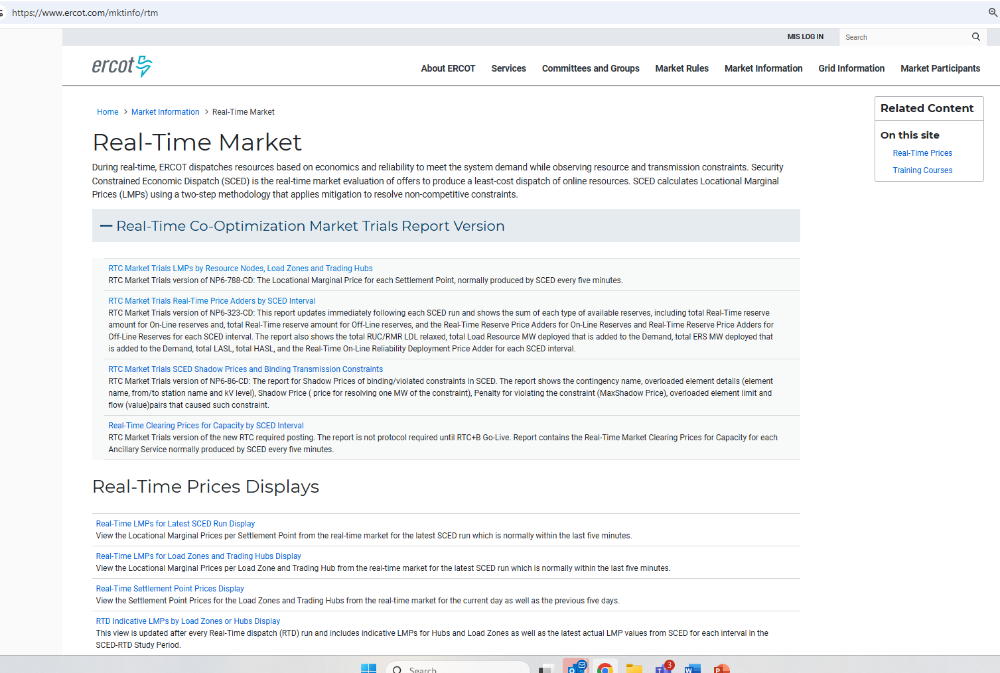 https://www.ercot.com/mktinfo/rtm
MIS LOG IN
Search
ercot
About ERCOT Services Committees and Groups Market Rules Market Information Grid Information Market Participants
Home > Market Information > Real-Time Market
Real-Time Market
During real-time, ERCOT dispatches resources based on economics and reliability to meet the system demand while observing resource and transmission constraints. Security
Constrained Economic Dispatch (SCED) is the real-time market evaluation of offers to produce a least-cost dispatch of online resources. SCED calculates Locational Marginal
Prices (LMPs) using a two-step methodology that applies mitigation to resolve non-competitive constraints.
Related Content
On this site
Real-Time Prices
Training Courses
— Real-Time Co-Optimization Market Trials Report Version
RTC Market Trials LMPs by Resource Nodes, Load Zones and Trading Hubs
RTC Market Trials version of NP6-788-CD: The Locational Marginal Price for each Settlement Point, normally produced by SCED every five minutes.
RTC Market Trials Real-Time Price Adders by SCED Interval
RTC Market Trials version of NP6-323-CD: This report updates immediately following each SCED run and shows the sum of each type of available reserves, including total Real-Time reserve
amount for On-Line reserves and, total Real-Time reserve amount for Off-Line reserves, and the Real-Time Reserve Price Adders for On-Line Reserves and Real-Time Reserve Price Adders for
Off-Line Reserves for each SCED interval. The report also shows the total RUC/RMR LDL relaxed, total Load Resource MW deployed that is added to the Demand, total ERS MW deployed that
is added to the Demand, total LASL, total HASL, and the Real-Time On-Line Reliability Deployment Price Adder for each SCED interval.
RTC Market Trials SCED Shadow Prices and Binding Transmission Constraints
RTC Market Trials version of NP6-86-CD: The report for Shadow Prices of binding/violated constraints in SCED. The report shows the contingency name, overloaded element details (element
name, from/to station name and kV level), Shadow Price ( price for resolving one MW of the constraint), Penalty for violating the constraint (MaxShadow Price), overloaded element limit and
flow (value)pairs that caused such constraint.
Real-Time Clearing Prices for Capacity by SCED Interval
RTC Market Trials version of the new RTC required posting. The report is not protocol required until RTC+B Go-Live. Report contains the Real-Time Market Clearing Prices for Capacity for each
Ancillary Service normally produced by SCED every five minutes.
Real-Time Prices Displays
Real-Time LMPs for Latest SCED Run Display
View the Locational Marginal Prices per Settlement Point from the real-time market for the latest SCED run which is normally within the last five minutes.
Real-Time LMPs for Load Zones and Trading Hubs Display
View the Locational Marginal Prices per Load Zone and Trading Hub from the real-time market for the latest SCED run which is normally within the last five minutes.
Real-Time Settlement Point Prices Display
View the Settlement Point Prices for the Load Zones and Trading Hubs from the real-time market for the current day as well as the previous five days.
RTD Indicative LMPs by Load Zones or Hubs Display
This view is updated after every Real-Time dispatch (RTD) run and includes indicative LMPs for Hubs and Load Zones as well as the latest actual LMP values from SCED for each interval in the
SCED-RTD Study Period.
Search
3